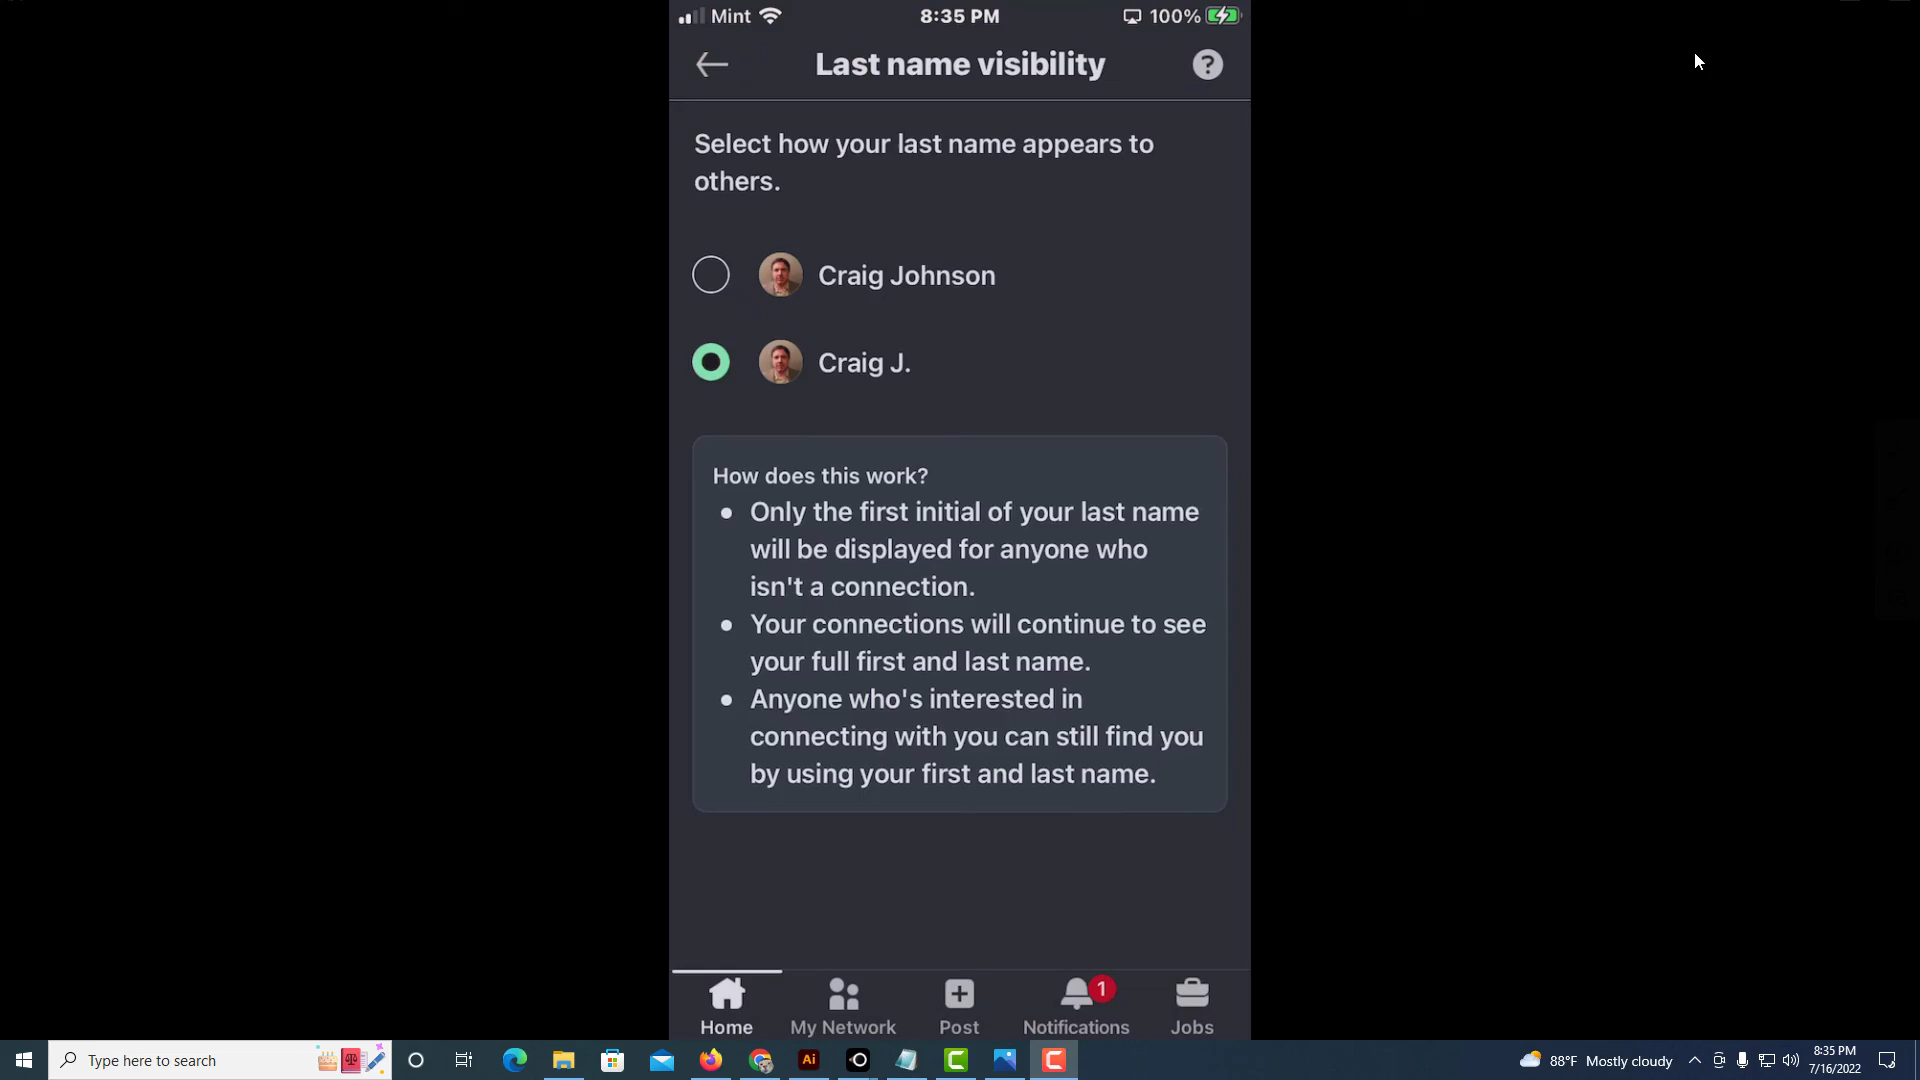 Mint 8:35 PM 100%
Last name visibility ?
Select how your last name appears to
others.
Craig Johnson
Craig J.
How does this work?
• Only the first initial of your last name
will be displayed for anyone who
isn't a connection.
• Your connections will continue to see
your full first and last name.
• Anyone who's interested in
connecting with you can still find you
by using your first and last name.
1
Home My Network Post Notifications Jobs
Type here to search Ai C C 88°F Mostly cloudy 8:35 PM
7/16/2022